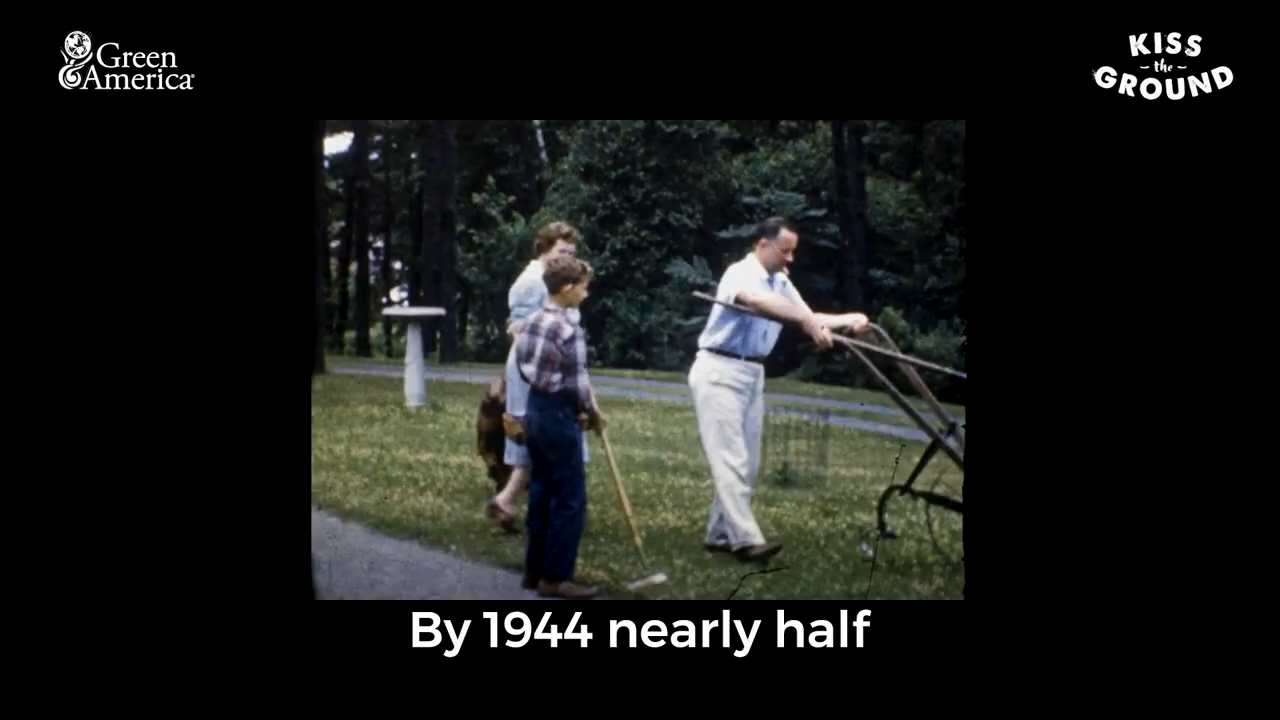 Green
America
KISS
the
GROUND
By 1944 nearly half